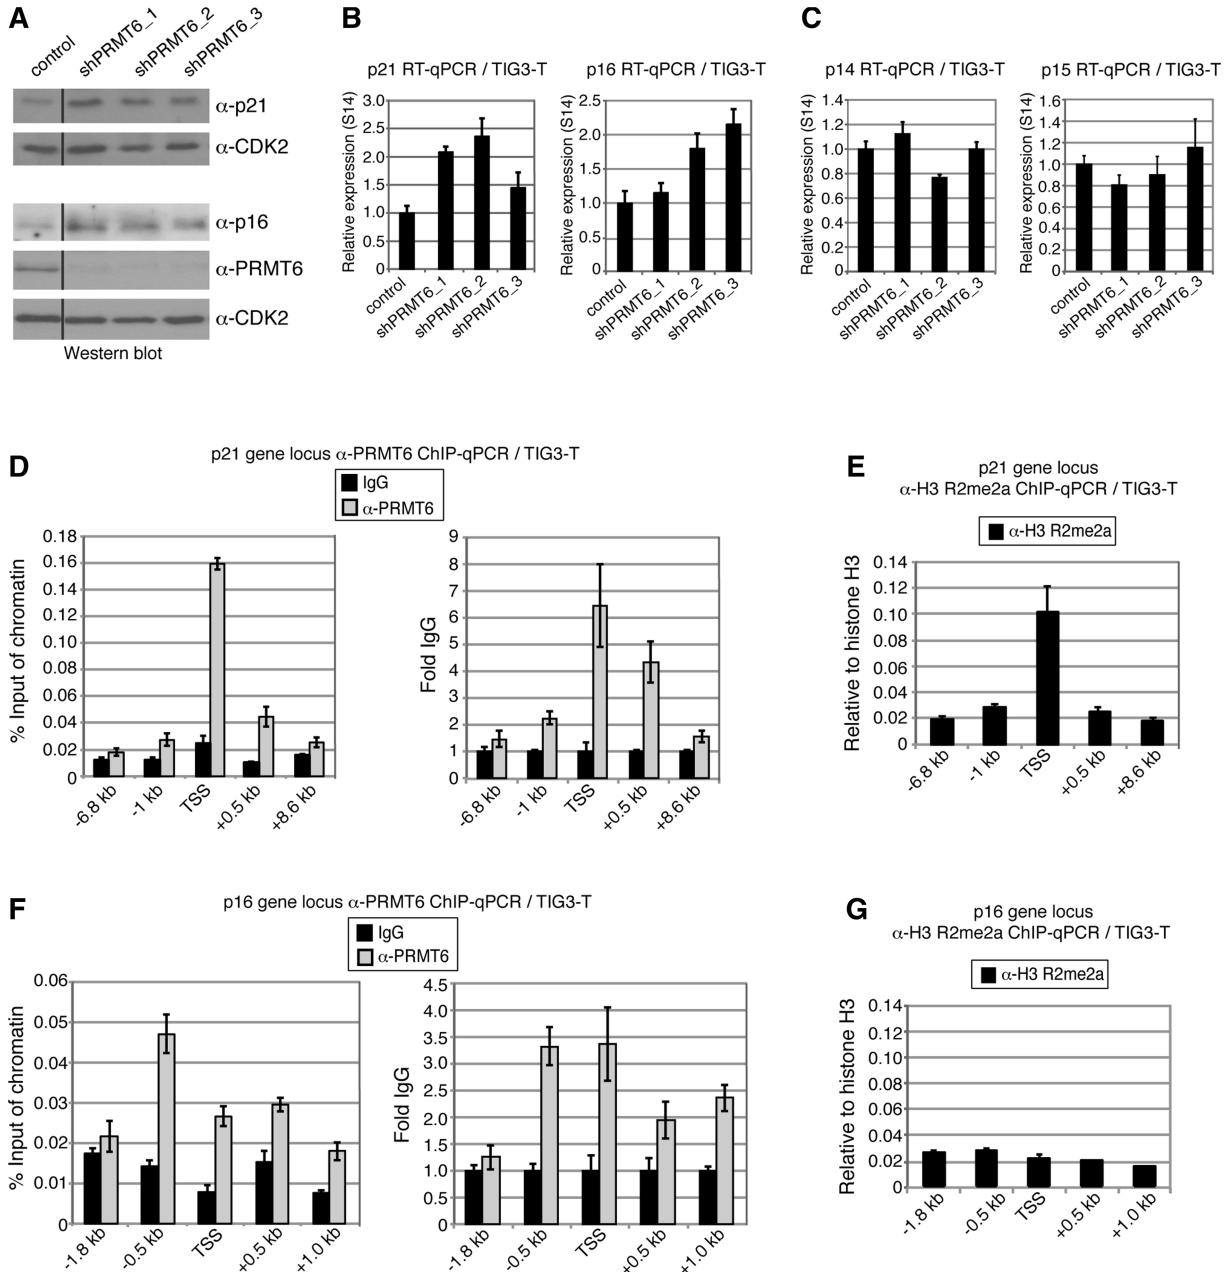 A
control
shPRMT6_1
shPRMT6_2
shPRMT6_3
α-p21
α-CDK2
α-p16
α-PRMT6
α-CDK2
Western blot
B
p21 RT-qPCR / TIG3-T
Relative expression (S14)
3.0
2.5
2.0
1.5
1.0
0.5
0
control
shPRMT6_1
shPRMT6_2
shPRMT6_3
p16 RT-qPCR / TIG3-T
Relative expression (S14)
2.5
2.0
1.5
1.0
0.5
0
control
shPRMT6_1
shPRMT6_2
shPRMT6_3
C
p14 RT-qPCR / TIG3-T
Relative expression (S14)
1.4
1.2
1.0
0.8
0.6
0.4
0.2
0
control
shPRMT6_1
shPRMT6_2
shPRMT6_3
p15 RT-qPCR / TIG3-T
Relative expression (S14)
1.6
1.4
1.2
1.0
0.8
0.6
0.4
0.2
0
control
shPRMT6_1
shPRMT6_2
shPRMT6_3
D
p21 gene locus α-PRMT6 ChIP-qPCR / TIG3-T
IgG
α-PRMT6
% Input of chromatin
0.18
0.16
0.14
0.12
0.10
0.08
0.06
0.04
0.02
0
-6.8 kb
-1 kb
TSS
+0.5 kb
+8.6 kb
Fold IgG
9
8
7
6
5
4
3
2
1
0
-6.8 kb
-1 kb
TSS
+0.5 kb
+8.6 kb
E
p21 gene locus
α-H3 R2me2a ChIP-qPCR / TIG3-T
α-H3 R2me2a
Relative to histone H3
0.14
0.12
0.10
0.08
0.06
0.04
0.02
0
-6.8 kb
-1 kb
TSS
+0.5 kb
+8.6 kb
F
p16 gene locus α-PRMT6 ChIP-qPCR / TIG3-T
IgG
α-PRMT6
% Input of chromatin
0.06
0.05
0.04
0.03
0.02
0.01
0
-1.8 kb
-0.5 kb
TSS
+0.5 kb
+1.0 kb
Fold IgG
4.5
4.0
3.5
3.0
2.5
2.0
1.5
1.0
0.5
0
-1.8 kb
-0.5 kb
TSS
+0.5 kb
+1.0 kb
G
p16 gene locus
α-H3 R2me2a ChIP-qPCR / TIG3-T
α-H3 R2me2a
Relative to histone H3
0.14
0.12
0.10
0.08
0.06
0.04
0.02
0
-1.8 kb
-0.5 kb
TSS
+0.5 kb
+1.0 kb